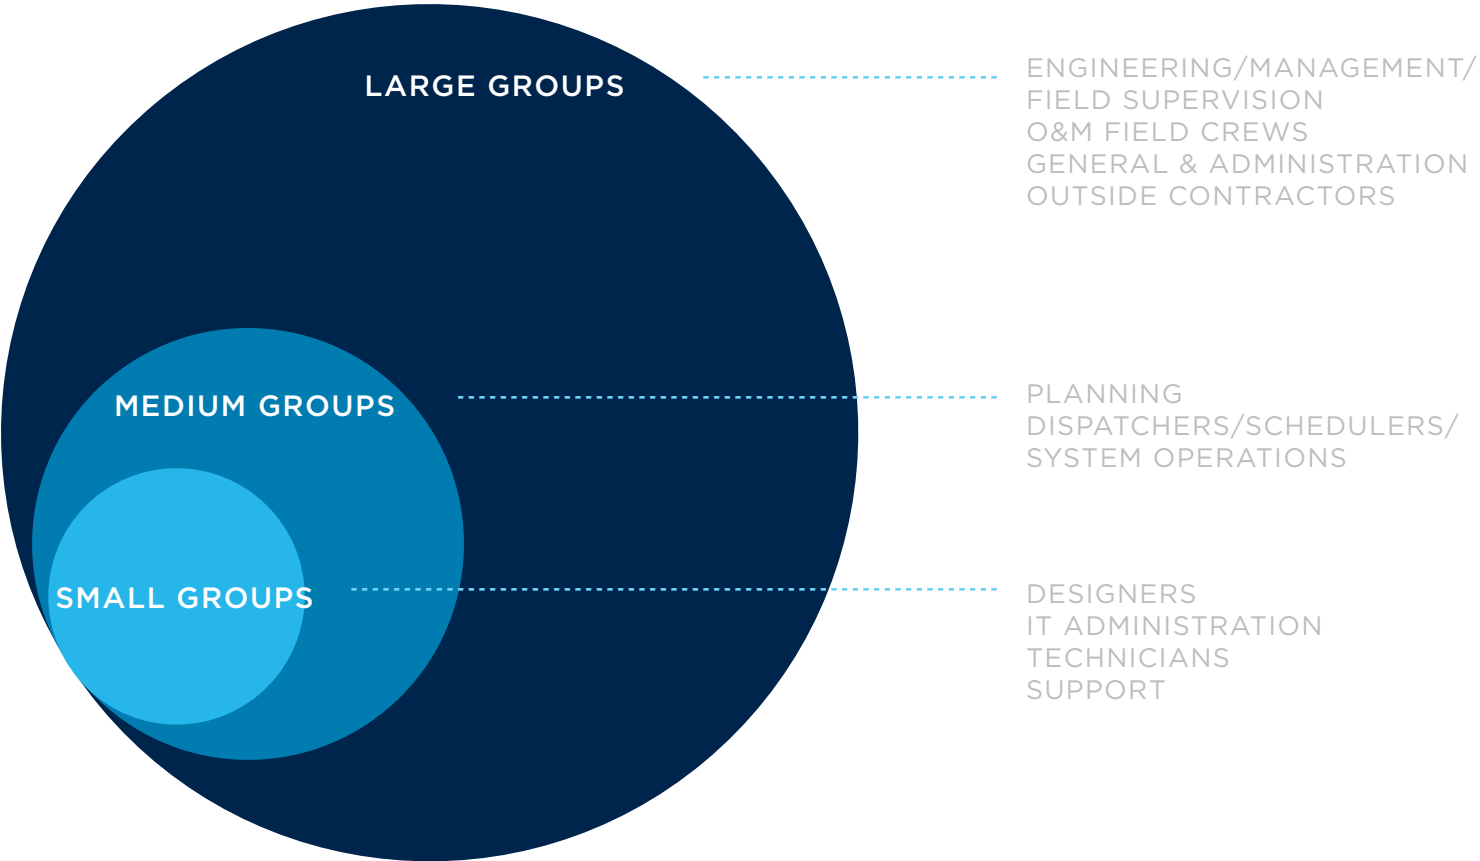 LARGE GROUPS
ENGINEERING/MANAGEMENT/
FIELD SUPERVISION
O&M FIELD CREWS
GENERAL & ADMINISTRATION
OUTSIDE CONTRACTORS
MEDIUM GROUPS
PLANNING
DISPATCHERS/SCHEDULERS/
SYSTEM OPERATIONS
SMALL GROUPS
DESIGNERS
IT ADMINISTRATION
TECHNICIANS
SUPPORT